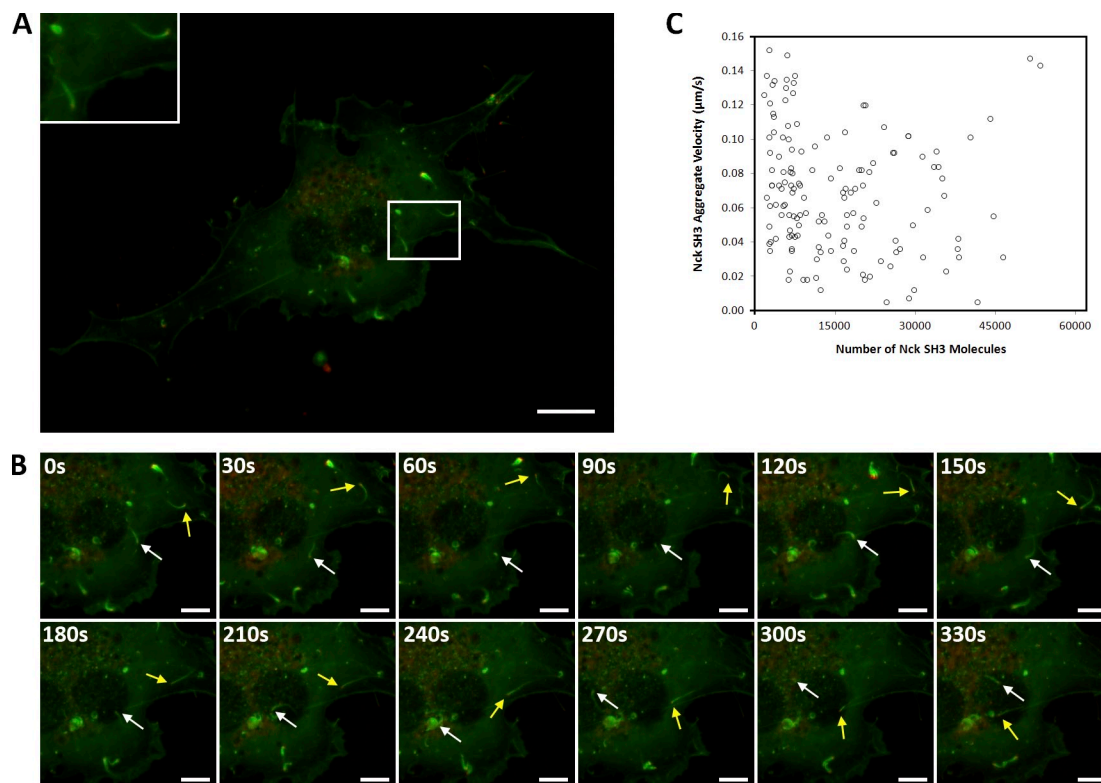 A
C
0.16
0.14
0.12
0.10
0.08
0.06
0.04
0.02
0.00
Nck SH3 Aggregate Velocity (µm/s)
0 15000 30000 45000 60000
Number of Nck SH3 Molecules
B
0s 30s 60s 90s 120s 150s
180s 210s 240s 270s 300s 330s